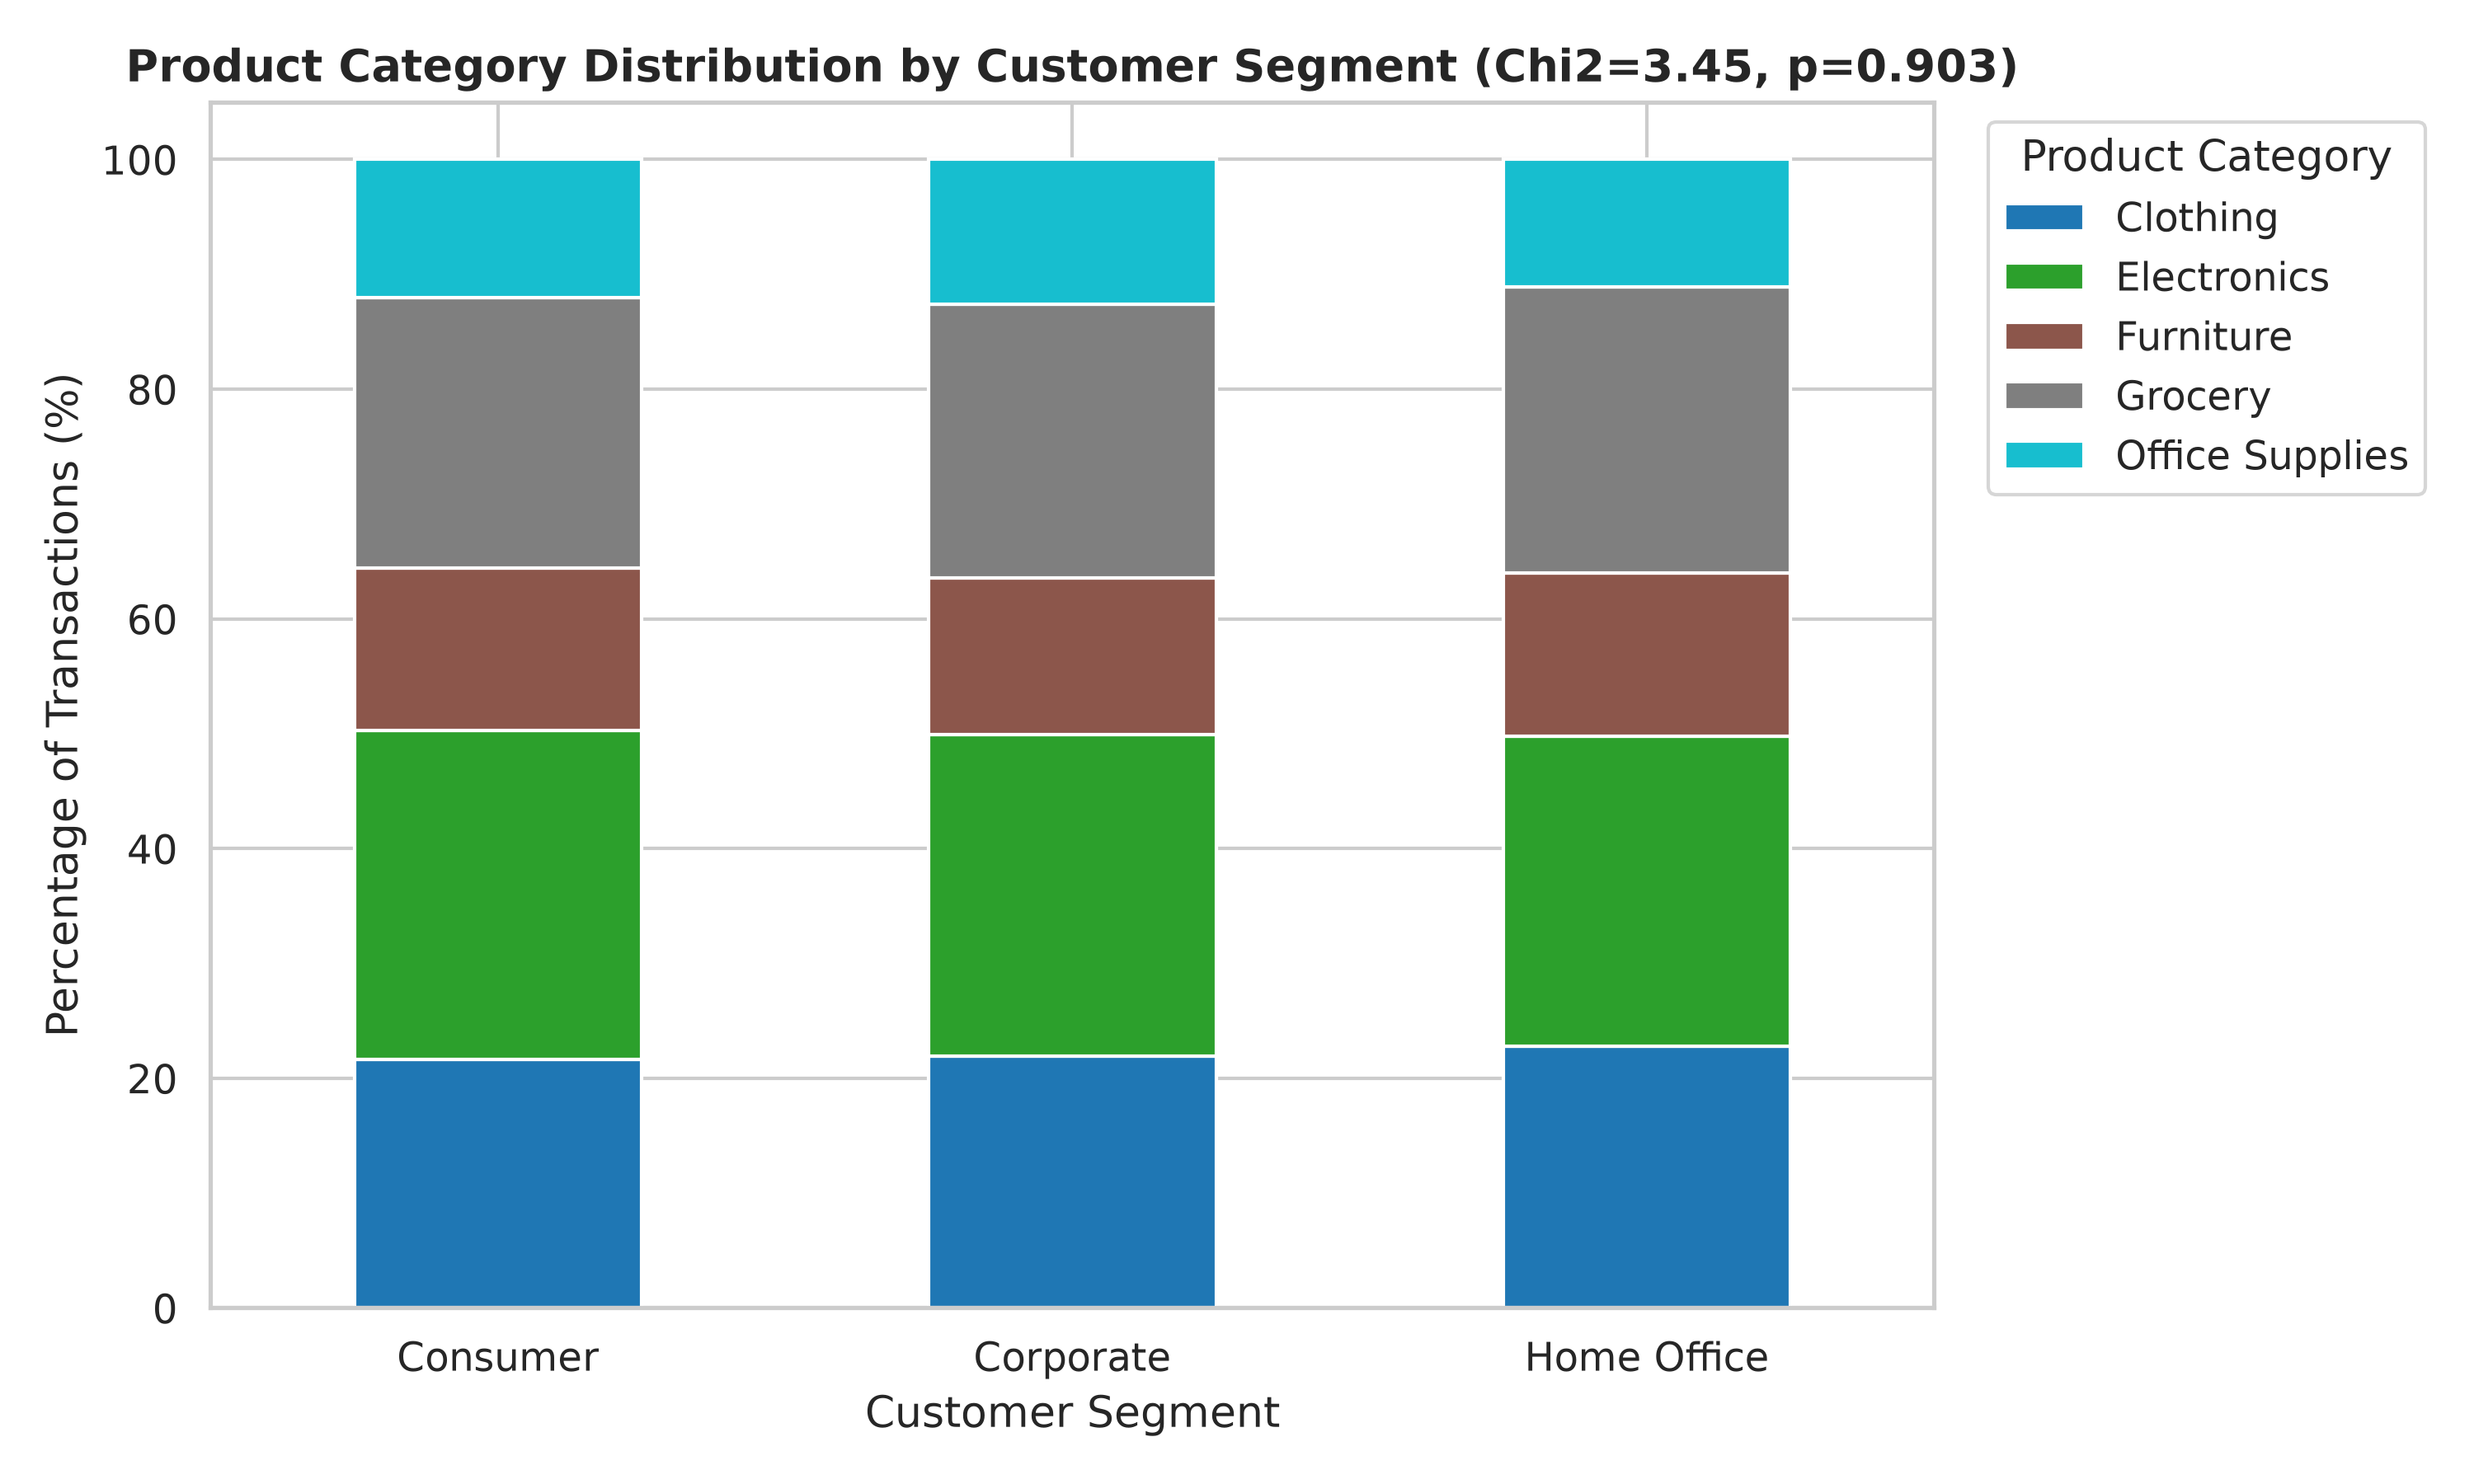 Product Category Distribution by Customer Segment (Chi2=3.45, p=0.903)
Percentage of Transactions (%)
100
80
60
40
20
0
Consumer
Corporate
Home Office
Customer Segment
Product Category
Clothing
Electronics
Furniture
Grocery
Office Supplies